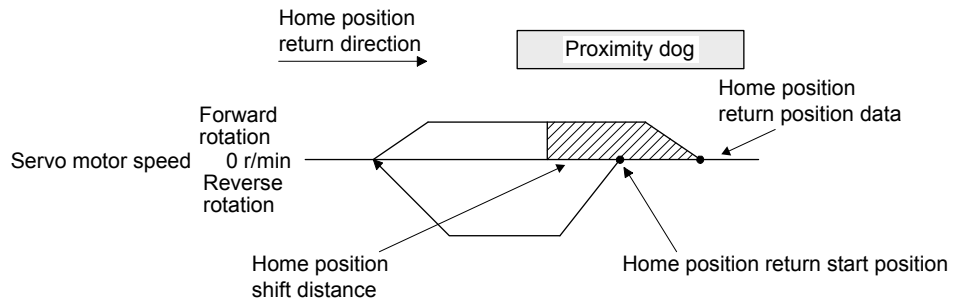 Home position
return direction
Proximity dog
Home position
return position data
Forward
rotation
Servo motor speed 0 r/min
Reverse
rotation
Home position
shift distance
Home position return start position